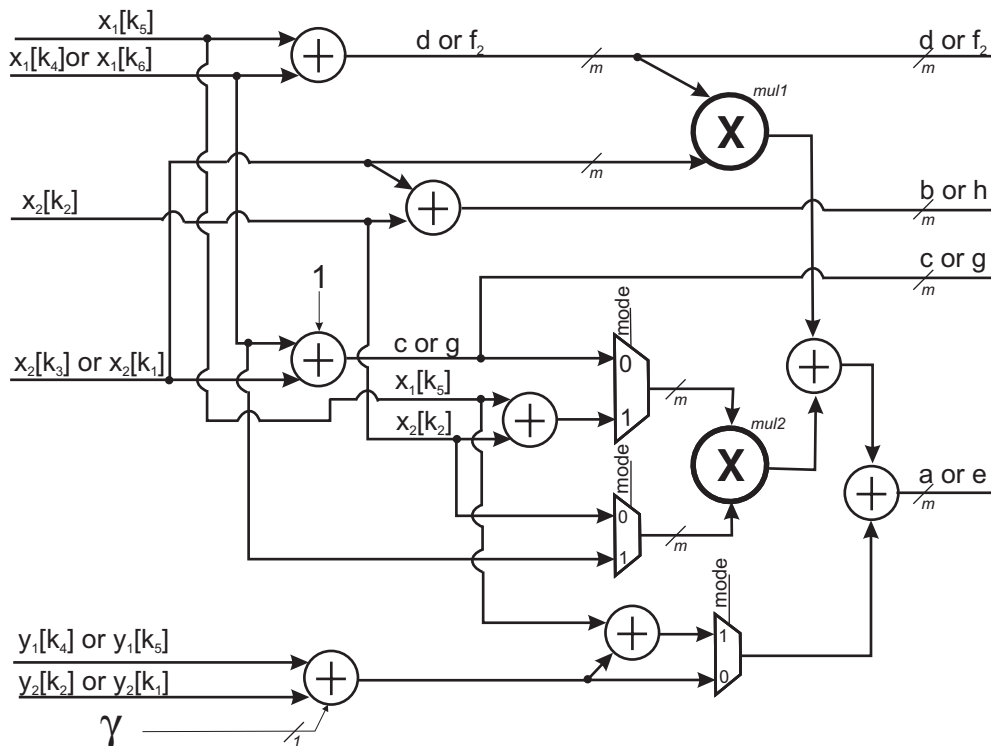 x₁[k₅]
d or f₂
d or f₂
x₁[k₄]or x₁[k₆]
+
m
m
mul1
X
m
x₂[k₂]
+
b or h
m
c or g
m
1
mode
x₂[k₃] or x₂[k₁]
+
c or g
0
+
x₁[k₅]
m
1
+
x₂[k₂]
mul2
X
mode
a or e
+
m
0
m
1
mode
y₁[k₄] or y₁[k₅]
+
1
y₂[k₂] or y₂[k₁]
+
0
γ
1